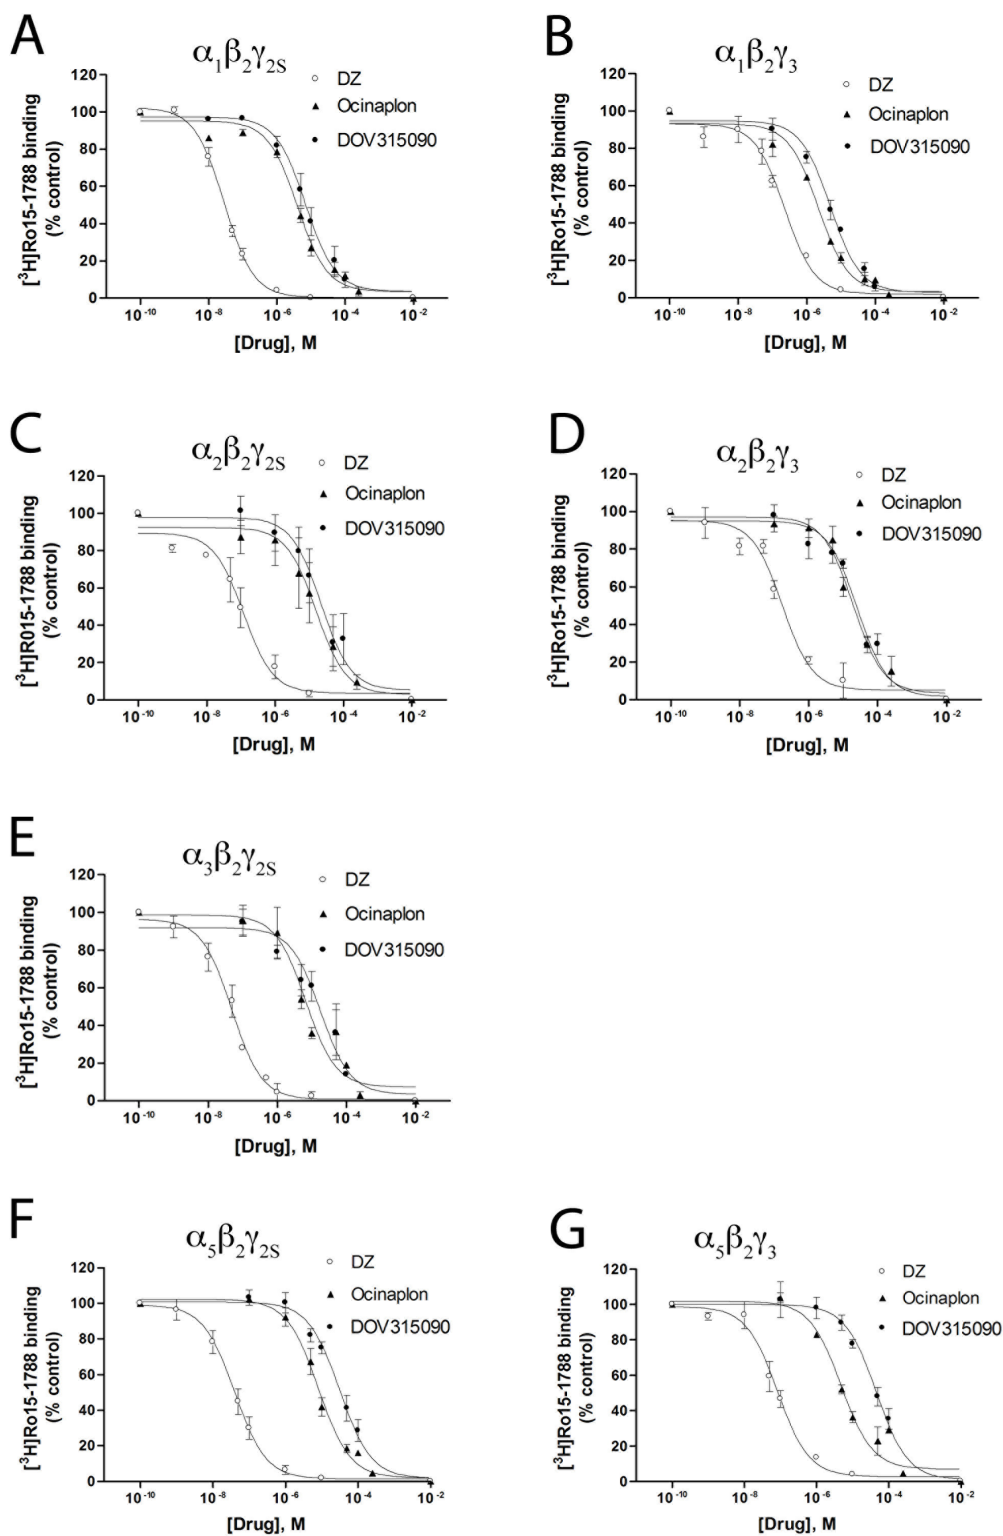 A
α1β2γ2S
DZ
Ocinaplon
DOV315090
120
100
80
60
40
20
0
[³H]Ro15-1788 binding
(% control)
10-10
10-8
10-6
10-4
10-2
[Drug], M
B
α1β2γ3
DZ
Ocinaplon
DOV315090
120
100
80
60
40
20
0
[³H]Ro15-1788 binding
(% control)
10-10
10-8
10-6
10-4
10-2
[Drug], M
C
α2β2γ2S
DZ
Ocinaplon
DOV315090
120
100
80
60
40
20
0
[³H]R015-1788 binding
(% control)
10-10
10-8
10-6
10-4
10-2
[Drug], M
D
α2β2γ3
DZ
Ocinaplon
DOV315090
120
100
80
60
40
20
0
[³H]Ro15-1788 binding
(% control)
10-10
10-8
10-6
10-4
10-2
[Drug], M
E
α3β2γ2S
DZ
Ocinaplon
DOV315090
120
100
80
60
40
20
0
[³H]Ro15-1788 binding
(% control)
10-10
10-8
10-6
10-4
10-2
[Drug], M
F
α5β2γ2S
DZ
Ocinaplon
DOV315090
120
100
80
60
40
20
0
[³H]Ro15-1788 binding
(% control)
10-10
10-8
10-6
10-4
10-2
[Drug], M
G
α5β2γ3
DZ
Ocinaplon
DOV315090
120
100
80
60
40
20
0
[³H]Ro15-1788 binding
(% control)
10-10
10-8
10-6
10-4
10-2
[Drug], M